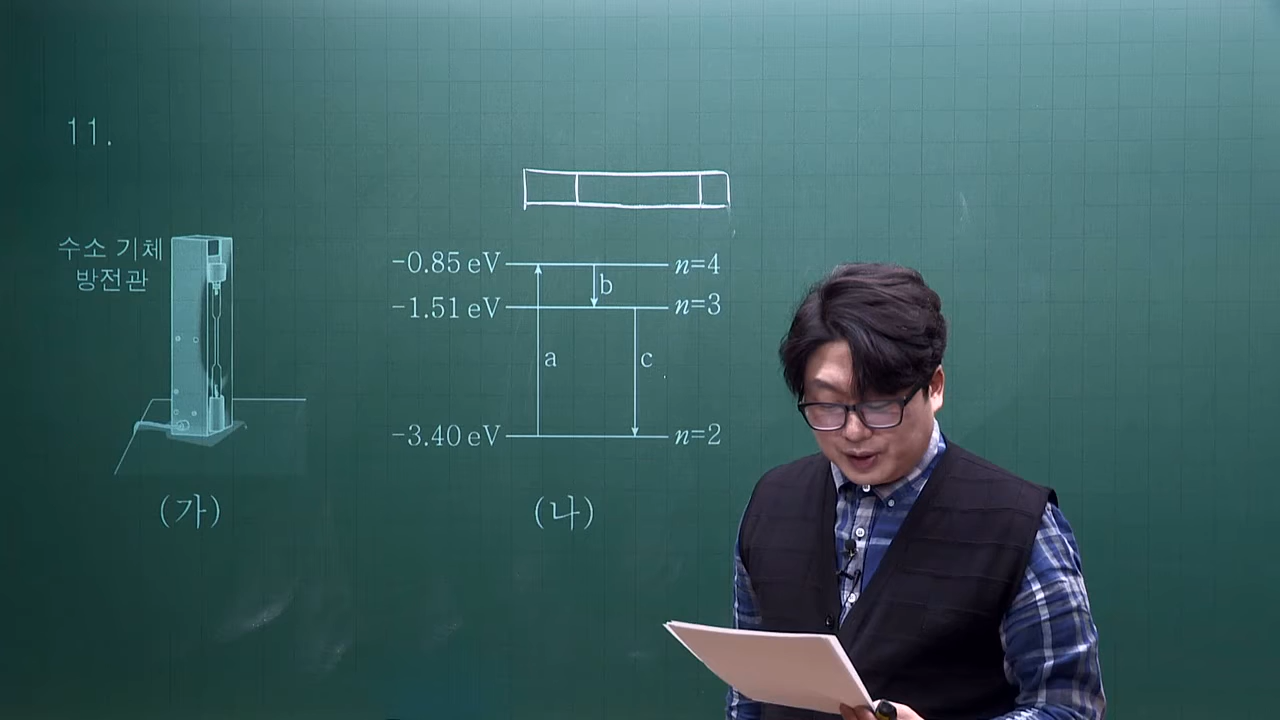 11.
수소 기체
방전관
(가)
-0.85 eV n=4
b
-1.51 eV n=3
a c
-3.40 eV n=2
(나)